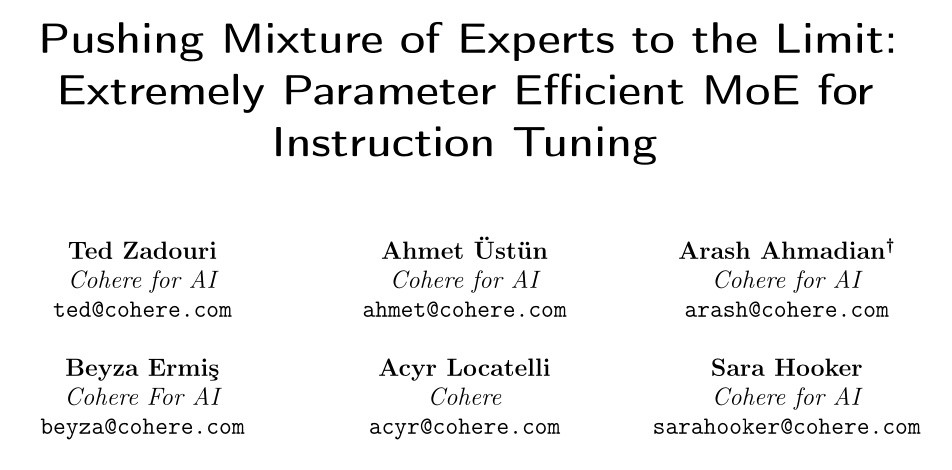 Pushing Mixture of Experts to the Limit:
Extremely Parameter Efficient MoE for
Instruction Tuning
Ted Zadouri
Cohere for AI
ted@cohere.com
Ahmet Üstün
Cohere for AI
ahmet@cohere.com
Arash Ahmadian†
Cohere for AI
arash@cohere.com
Beyza Ermiş
Cohere For AI
beyza@cohere.com
Acyr Locatelli
Cohere
acyr@cohere.com
Sara Hooker
Cohere for AI
sarahooker@cohere.com